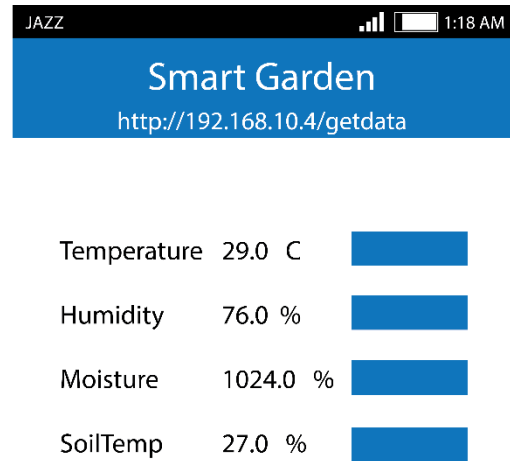 JAZZ 1:18 AM
Smart Garden
http://192.168.10.4/getdata
Temperature 29.0 C
Humidity 76.0 %
Moisture 1024.0 %
SoilTemp 27.0 %